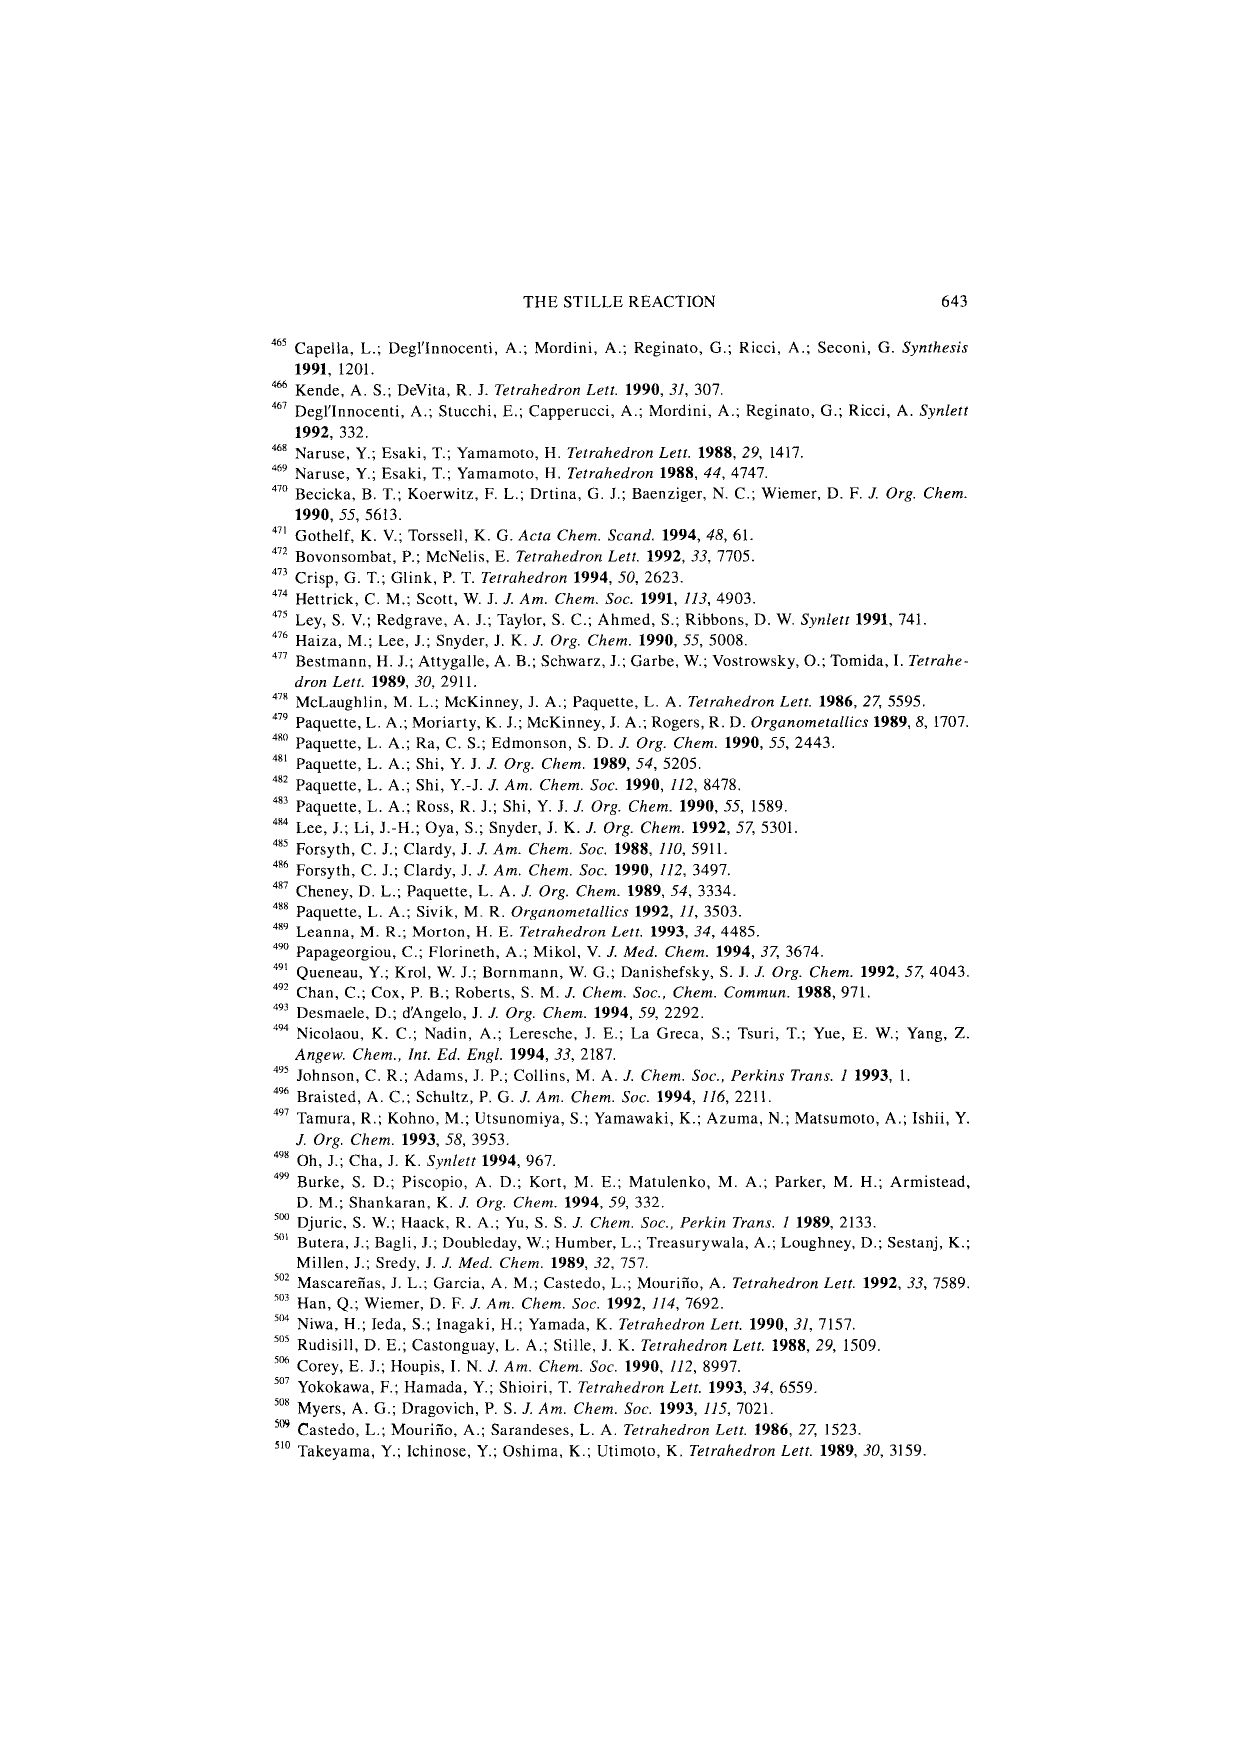 THE STILLE REACTION 643
465 Capella, L.; Degl'Innocenti, A.; Mordini, A.; Reginato, G.; Ricci, A.; Seconi, G. Synthesis
1991, 1201.
466 Kende, A. S.; DeVita, R. J. Tetrahedron Lett. 1990, 31, 307.
467 Degl'Innocenti, A.; Stucchi, E.; Capperucci, A.; Mordini, A.; Reginato, G.; Ricci, A. Synlett
1992, 332.
468 Naruse, Y.; Esaki, T.; Yamamoto, H. Tetrahedron Lett. 1988, 29, 1417.
469 Naruse, Y.; Esaki, T.; Yamamoto, H. Tetrahedron 1988, 44, 4747.
470 Becicka, B. T.; Koerwitz, F. L.; Drtina, G. J.; Baenziger, N. C.; Wiemer, D. F. J. Org. Chem.
1990, 55, 5613.
471 Gothelf, K. V.; Torssell, K. G. Acta Chem. Scand. 1994, 48, 61.
472 Bovonsombat, P.; McNelis, E. Tetrahedron Lett. 1992, 33, 7705.
473 Crisp, G. T.; Glink, P. T. Tetrahedron 1994, 50, 2623.
474 Hettrick, C. M.; Scott, W. J. J. Am. Chem. Soc. 1991, 113, 4903.
475 Ley, S. V.; Redgrave, A. J.; Taylor, S. C.; Ahmed, S.; Ribbons, D. W. Synlett 1991, 741.
476 Haiza, M.; Lee, J.; Snyder, J. K. J. Org. Chem. 1990, 55, 5008.
477 Bestmann, H. J.; Attygalle, A. B.; Schwarz, J.; Garbe, W.; Vostrowsky, O.; Tomida, I. Tetrahe-
dron Lett. 1989, 30, 2911.
478 McLaughlin, M. L.; McKinney, J. A.; Paquette, L. A. Tetrahedron Lett. 1986, 27, 5595.
479 Paquette, L. A.; Moriarty, K. J.; McKinney, J. A.; Rogers, R. D. Organometallics 1989, 8, 1707.
480 Paquette, L. A.; Ra, C. S.; Edmonson, S. D. J. Org. Chem. 1990, 55, 2443.
481 Paquette, L. A.; Shi, Y. J. J. Org. Chem. 1989, 54, 5205.
482 Paquette, L. A.; Shi, Y.-J. J. Am. Chem. Soc. 1990, 112, 8478.
483 Paquette, L. A.; Ross, R. J.; Shi, Y. J. J. Org. Chem. 1990, 55, 1589.
484 Lee, J.; Li, J.-H.; Oya, S.; Snyder, J. K. J. Org. Chem. 1992, 57, 5301.
485 Forsyth, C. J.; Clardy, J. J. Am. Chem. Soc. 1988, 110, 5911.
486 Forsyth, C. J.; Clardy, J. J. Am. Chem. Soc. 1990, 112, 3497.
487 Cheney, D. L.; Paquette, L. A. J. Org. Chem. 1989, 54, 3334.
488 Paquette, L. A.; Sivik, M. R. Organometallics 1992, 11, 3503.
489 Leanna, M. R.; Morton, H. E. Tetrahedron Lett. 1993, 34, 4485.
490 Papageorgiou, C.; Florineth, A.; Mikol, V. J. Med. Chem. 1994, 37, 3674.
491 Queneau, Y.; Krol, W. J.; Bornmann, W. G.; Danishefsky, S. J. J. Org. Chem. 1992, 57, 4043.
492 Chan, C.; Cox, P. B.; Roberts, S. M. J. Chem. Soc., Chem. Commun. 1988, 971.
493 Desmaele, D.; d'Angelo, J. J. Org. Chem. 1994, 59, 2292.
494 Nicolaou, K. C.; Nadin, A.; Leresche, J. E.; La Greca, S.; Tsuri, T.; Yue, E. W.; Yang, Z.
Angew. Chem., Int. Ed. Engl. 1994, 33, 2187.
495 Johnson, C. R.; Adams, J. P.; Collins, M. A. J. Chem. Soc., Perkins Trans. 1 1993, 1.
496 Braisted, A. C.; Schultz, P. G. J. Am. Chem. Soc. 1994, 116, 2211.
497 Tamura, R.; Kohno, M.; Utsunomiya, S.; Yamawaki, K.; Azuma, N.; Matsumoto, A.; Ishii, Y.
J. Org. Chem. 1993, 58, 3953.
498 Oh, J.; Cha, J. K. Synlett 1994, 967.
499 Burke, S. D.; Piscopio, A. D.; Kort, M. E.; Matulenko, M. A.; Parker, M. H.; Armistead,
D. M.; Shankaran, K. J. Org. Chem. 1994, 59, 332.
500 Djuric, S. W.; Haack, R. A.; Yu, S. S. J. Chem. Soc., Perkin Trans. 1 1989, 2133.
501 Butera, J.; Bagli, J.; Doubleday, W.; Humber, L.; Treasurywala, A.; Loughney, D.; Sestanj, K.;
Millen, J.; Sredy, J. J. Med. Chem. 1989, 32, 757.
502 Mascareñas, J. L.; Garcia, A. M.; Castedo, L.; Mouriño, A. Tetrahedron Lett. 1992, 33, 7589.
503 Han, Q.; Wiemer, D. F. J. Am. Chem. Soc. 1992, 114, 7692.
504 Niwa, H.; Ieda, S.; Inagaki, H.; Yamada, K. Tetrahedron Lett. 1990, 31, 7157.
505 Rudisill, D. E.; Castonguay, L. A.; Stille, J. K. Tetrahedron Lett. 1988, 29, 1509.
506 Corey, E. J.; Houpis, I. N. J. Am. Chem. Soc. 1990, 112, 8997.
507 Yokokawa, F.; Hamada, Y.; Shioiri, T. Tetrahedron Lett. 1993, 34, 6559.
508 Myers, A. G.; Dragovich, P. S. J. Am. Chem. Soc. 1993, 115, 7021.
509 Castedo, L.; Mouriño, A.; Sarandeses, L. A. Tetrahedron Lett. 1986, 27, 1523.
510 Takeyama, Y.; Ichinose, Y.; Oshima, K.; Utimoto, K. Tetrahedron Lett. 1989, 30, 3159.